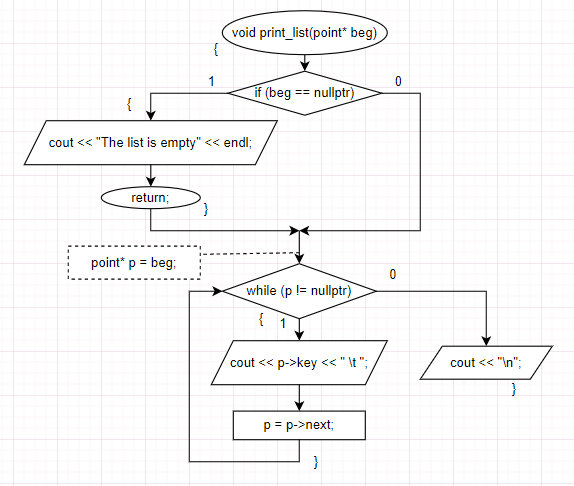 void print_list(point* beg)
{
if (beg == nullptr)
1
0
{
cout << "The list is empty" << endl;
return;
}
point* p = beg;
while (p != nullptr)
0
{
1
cout << p->key << " \t ";
cout << "\n";
}
p = p->next;
}